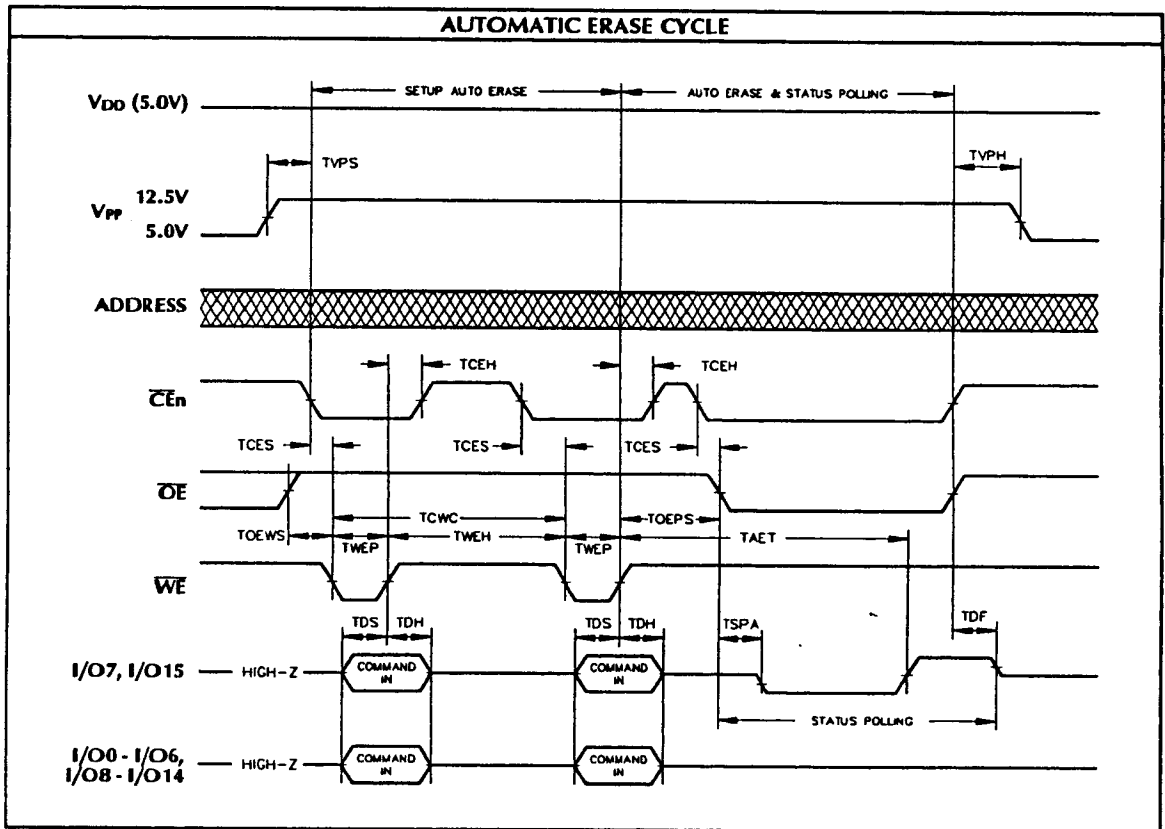 AUTOMATIC ERASE CYCLE
SETUP AUTO ERASE
AUTO ERASE & STATUS POLLING
VDD (5.0V)
TVPS
TVPH
12.5V
VPP
5.0V
ADDRESS
TCEH
TCEH
CEn
TCES
TCES
TCES
OE
TCWC
TOEPS
TOEWS
TWEP
TWEH
TWEP
TAET
WE
TDS
TDH
TDS
TDH
TSPA
TDF
I/O7, I/O15
HIGH-Z
COMMAND
IN
COMMAND
IN
STATUS POLLING
I/O0 - I/O6,
I/O8 - I/O14
HIGH-Z
COMMAND
IN
COMMAND
IN